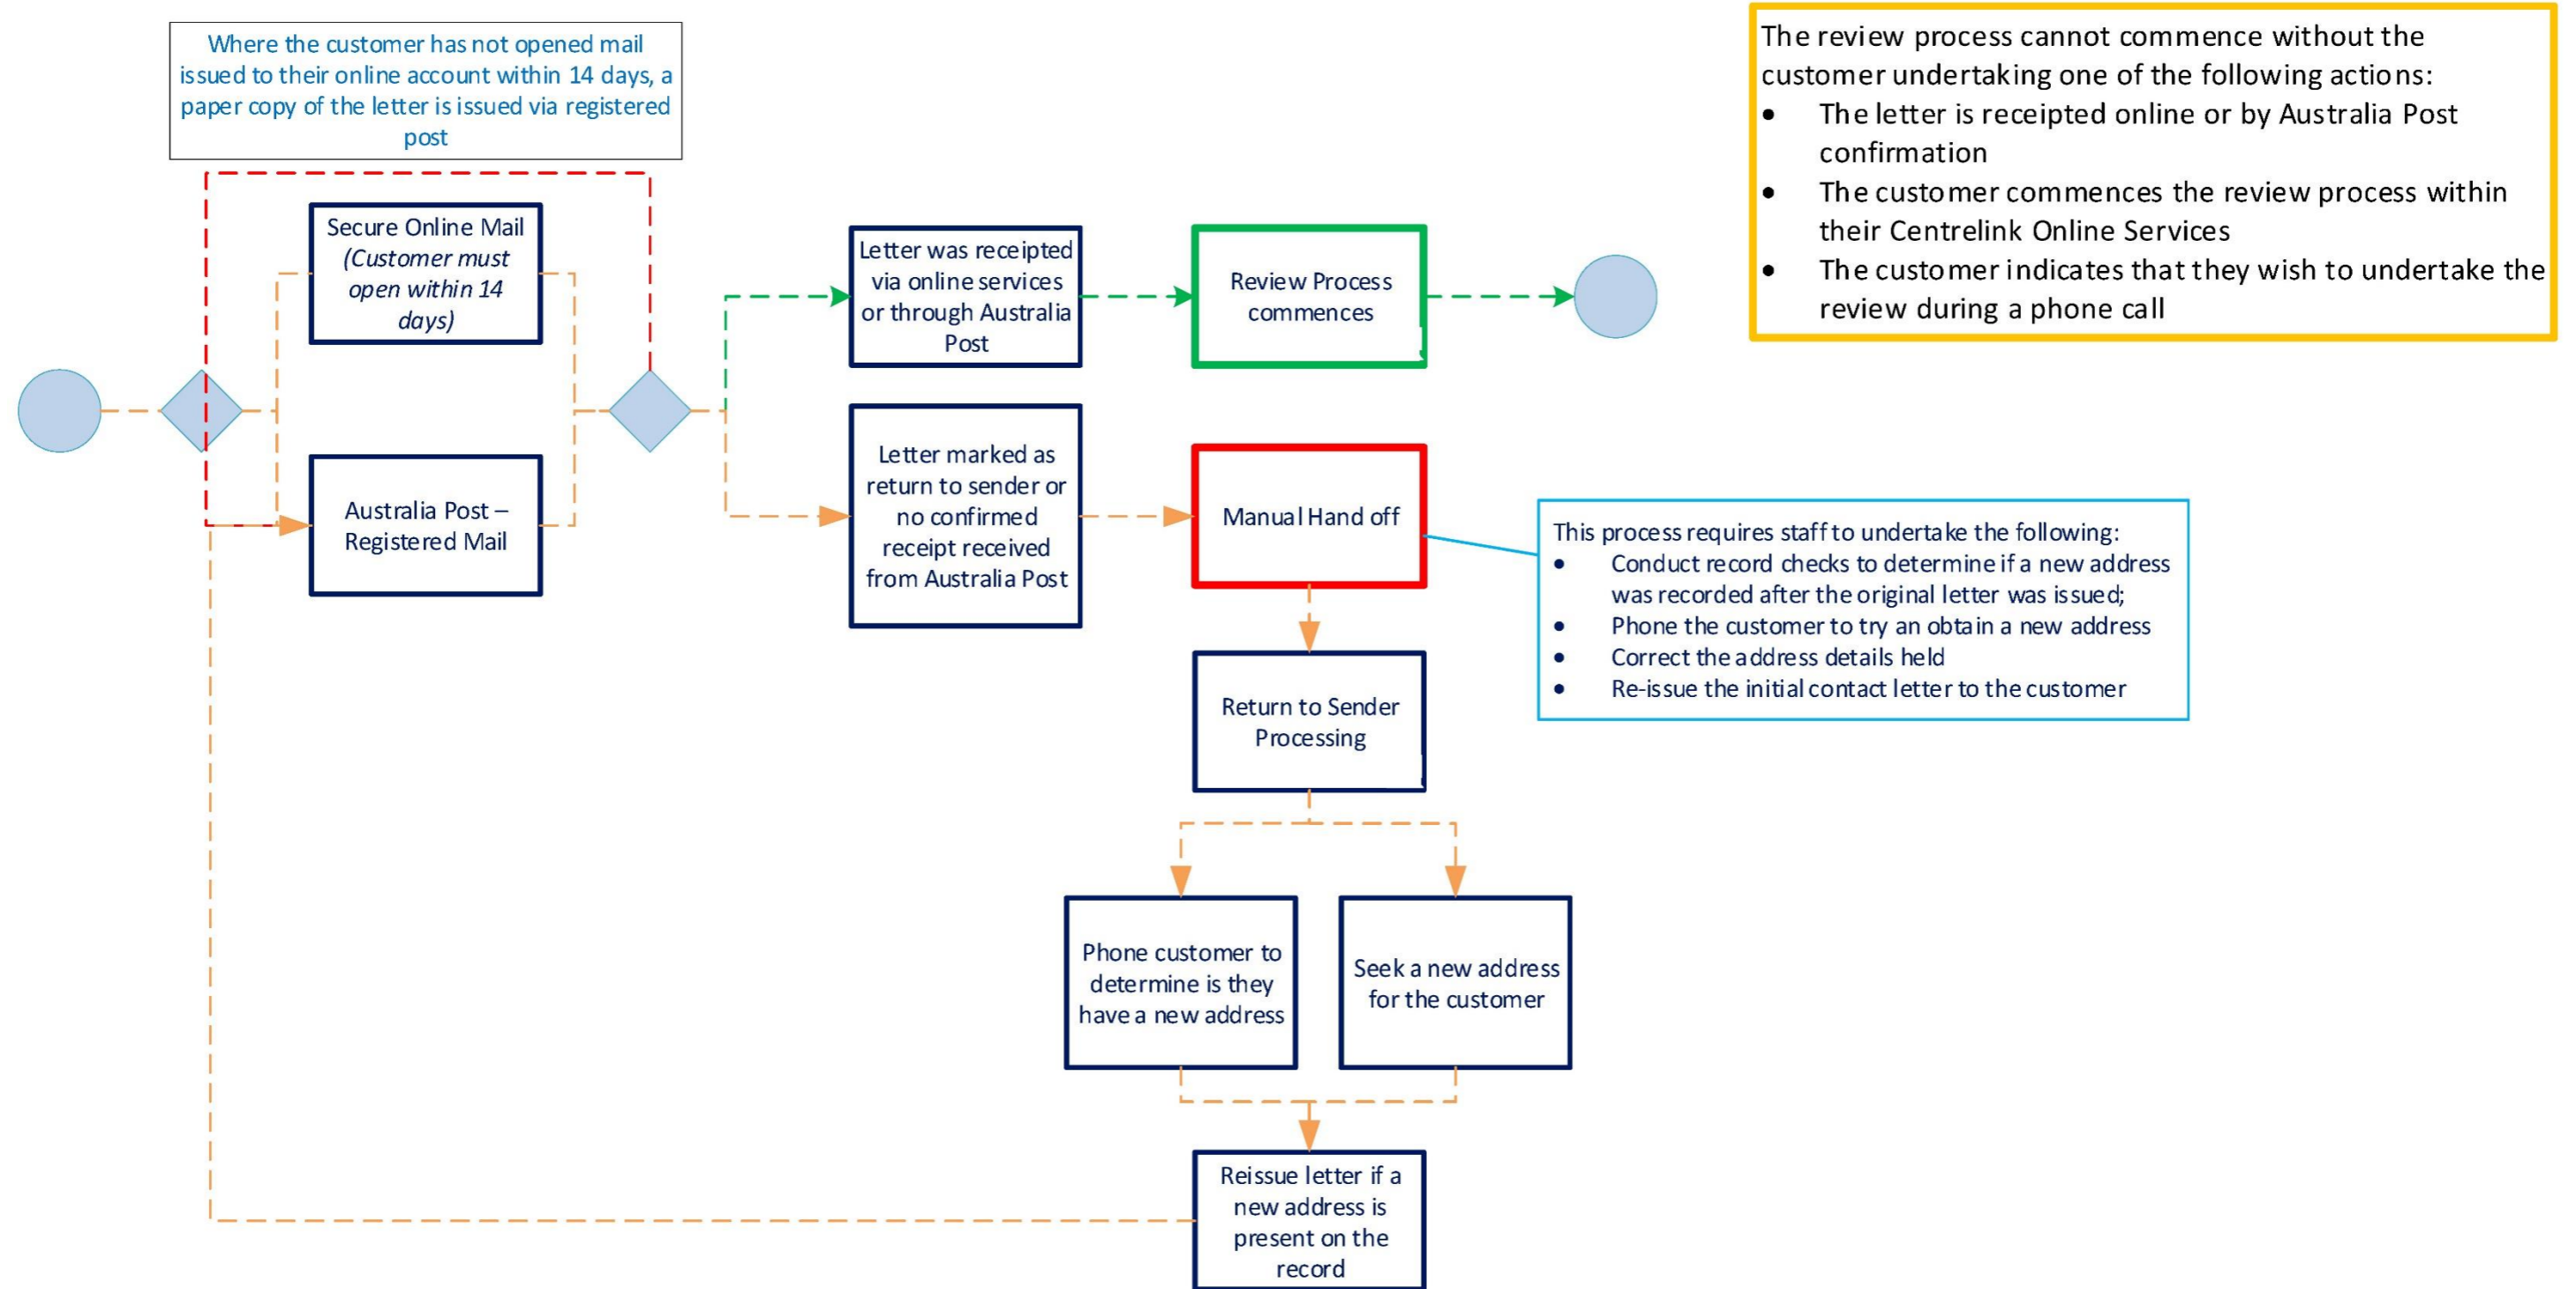 Where the customer has not opened mail
issued to their online account within 14 days, a
paper copy of the letter is issued via registered
post
The review process cannot commence without the
customer undertaking one of the following actions:
• The letter is receipted online or by Australia Post
confirmation
• The customer commences the review process within
their Centrelink Online Services
• The customer indicates that they wish to undertake the
review during a phone call
Secure Online Mail
(Customer must
open within 14
days)
Letter was receipted
via online services
or through Australia
Post
Review Process
commences
Australia Post –
Registered Mail
Letter marked as
return to sender or
no confirmed
receipt received
from Australia Post
Manual Hand off
This process requires staff to undertake the following:
• Conduct record checks to determine if a new address
was recorded after the original letter was issued;
• Phone the customer to try an obtain a new address
• Correct the address details held
• Re-issue the initial contact letter to the customer
Return to Sender
Processing
Phone customer to
determine is they
have a new address
Seek a new address
for the customer
Reissue letter if a
new address is
present on the
record